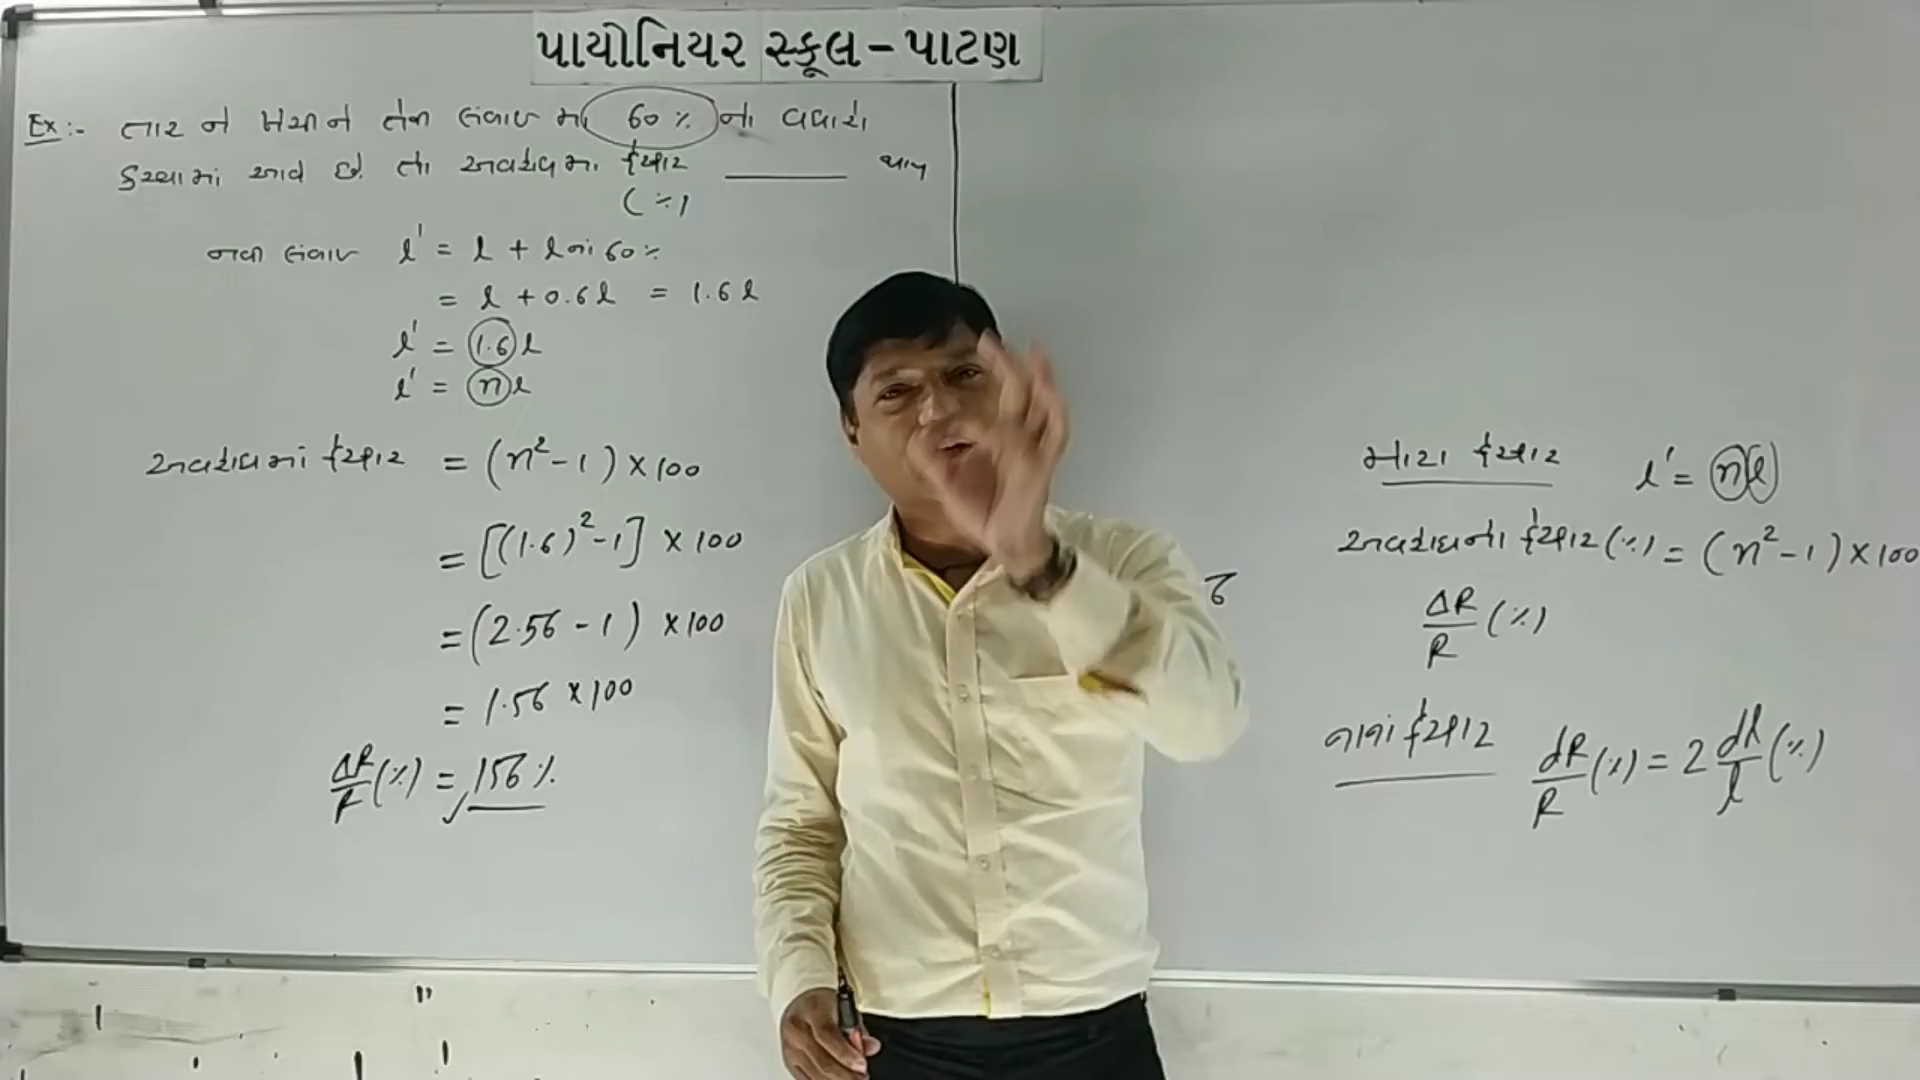 પાયોનિયર સ્કૂલ - પાટણ
Ex:- તાર ને ખેંચીને તેની લંબાઈ માં 60 % નો વધારો
કરવામાં આવે છે તો અવરોધમાં ફેરફાર ______ થાય
(%)
નવી લંબાઈ l' = l + l નાં 60%
= l + 0.6l = 1.6 l
l' = 1.6 l
l' = n l
અવરોધમાં ફેરફાર = (n² - 1) × 100
= [(1.6)² - 1] × 100
= (2.56 - 1) × 100
= 1.56 × 100
ΔR/R (%) = 156 %
મોટા ફેરફાર l' = n l
અવરોધનો ફેરફાર (%) = (n² - 1) × 100
ΔR/R (%)
નાનાં ફેરફાર dR/R (%) = 2 dl/l (%)